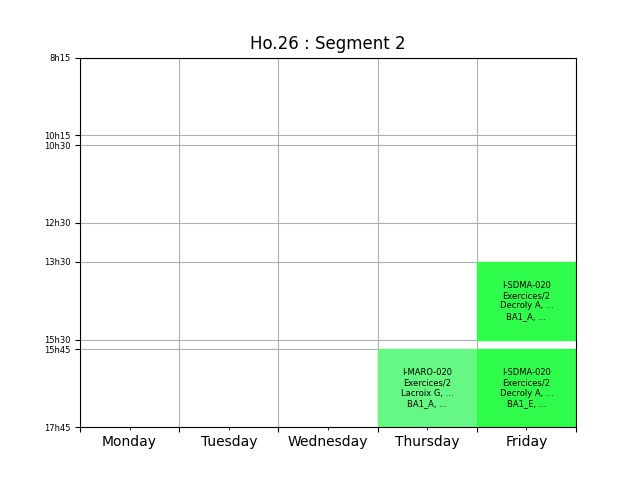 Ho.26 : Segment 2
8h15
10h15
10h30
12h30
13h30
I-SDMA-020
Exercices/2
Decroly A, ...
BA1_A, ...
15h30
15h45
I-MARO-020
Exercices/2
Lacroix G, ...
BA1_A, ...
I-SDMA-020
Exercices/2
Decroly A, ...
BA1_E, ...
17h45
Monday
Tuesday
Wednesday
Thursday
Friday